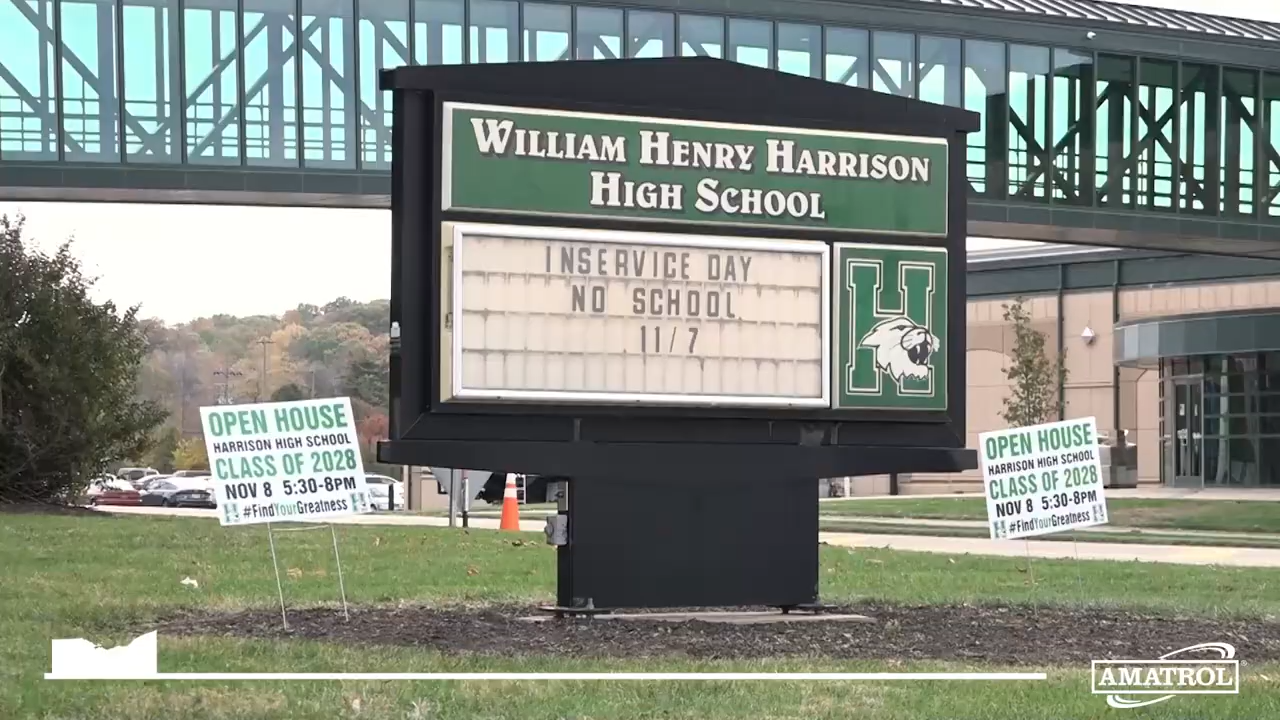 WILLIAM HENRY HARRISON
HIGH SCHOOL
INSERVICE DAY
NO SCHOOL.
11/7
H
OPEN HOUSE
HARRISON HIGH SCHOOL
CLASS OF 2028
NOV 8 5:30-8PM
H #FindYourGreatness H
OPEN HOUSE
HARRISON HIGH SCHOOL
CLASS OF 2028
NOV 8 5:30-8PM
H #FindYourGreatness H
AMATROL